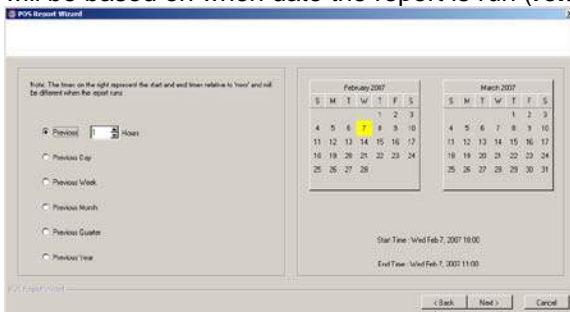 will be based on when date the report is run
POS Report Wizard
Note: The times on the right represent the start and end times relative to 'now' and will
be different when the report runs
Previous 1 Hours
Previous Day
Previous Week
Previous Month
Previous Quarter
Previous Year
February 2007
S M T W T F S
1 2 3
4 5 6 7 8 9 10
11 12 13 14 15 16 17
18 19 20 21 22 23 24
25 26 27 28
March 2007
S M T W T F S
1 2 3
4 5 6 7 8 9 10
11 12 13 14 15 16 17
18 19 20 21 22 23 24
25 26 27 28 29 30 31
Start Time : Wed Feb 7, 2007 10:00
End Time : Wed Feb 7, 2007 11:00
POS Report Wizard
< Back Next > Cancel